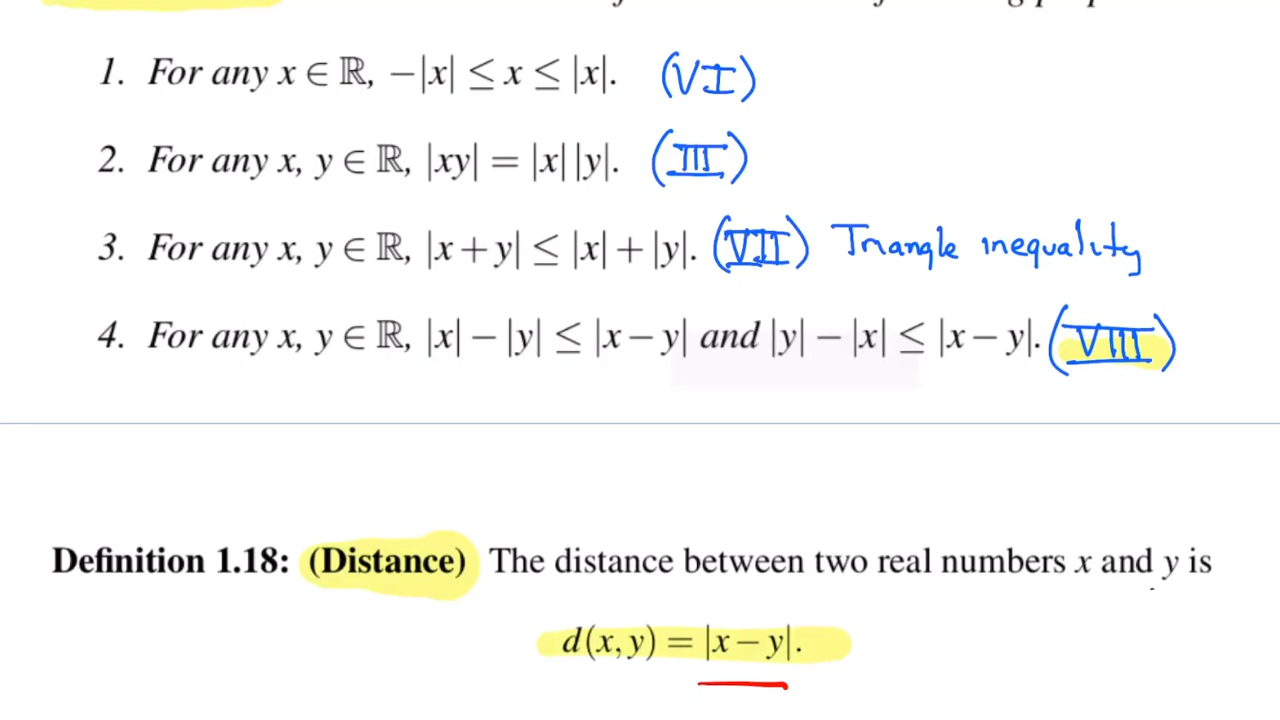 1. For any x ∈ ℝ, −|x| ≤ x ≤ |x|. (VI)
2. For any x, y ∈ ℝ, |xy| = |x| |y|. (III)
3. For any x, y ∈ ℝ, |x + y| ≤ |x| + |y|. (VII) Triangle inequality
4. For any x, y ∈ ℝ, |x| − |y| ≤ |x − y| and |y| − |x| ≤ |x − y|. (VIII)
Definition 1.18: (Distance) The distance between two real numbers x and y is
d(x, y) = |x − y|.